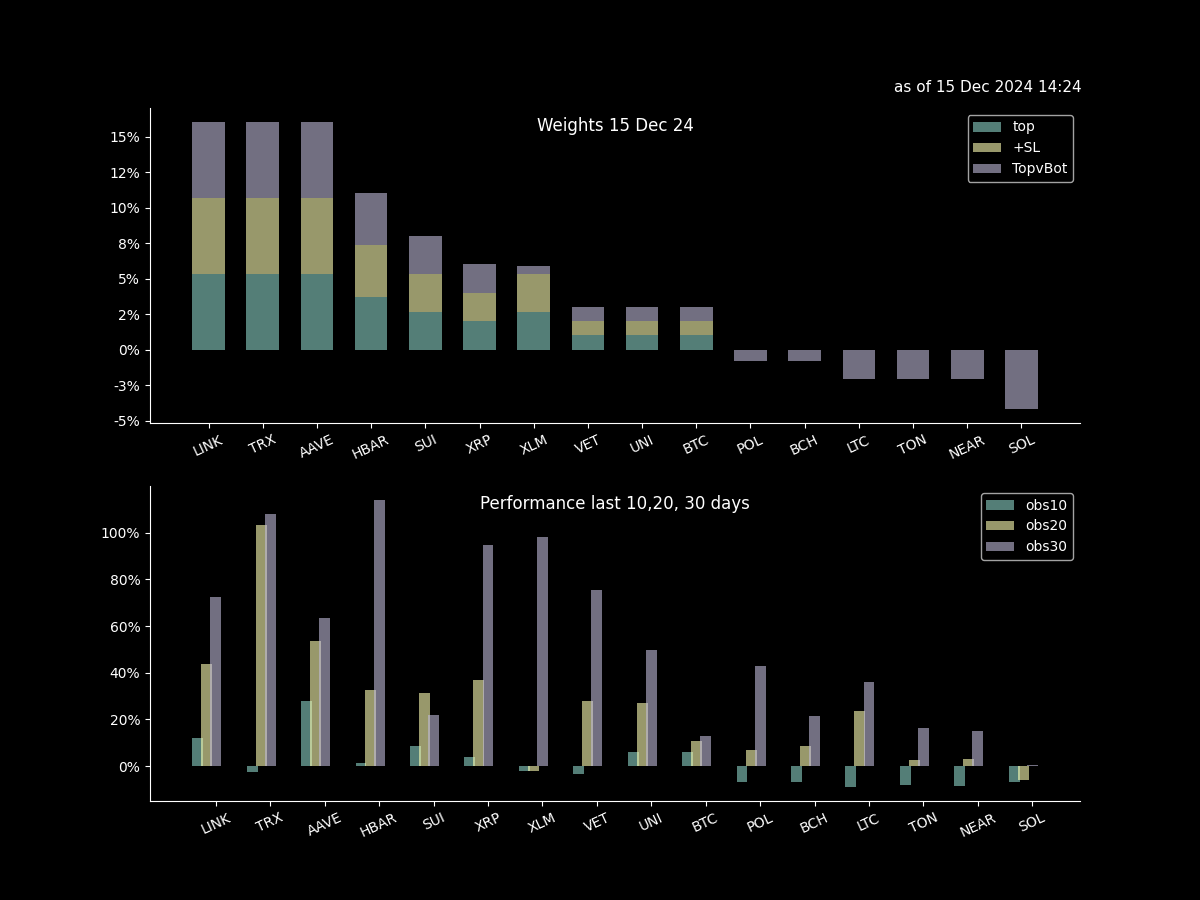 as of 15 Dec 2024 14:24
Weights 15 Dec 24
top
+SL
TopvBot
15%
12%
10%
8%
5%
2%
0%
-3%
-5%
LINK TRX AAVE HBAR SUI XRP XLM VET UNI BTC POL BCH LTC TON NEAR SOL
Performance last 10,20, 30 days
obs10
obs20
obs30
100%
80%
60%
40%
20%
0%
LINK TRX AAVE HBAR SUI XRP XLM VET UNI BTC POL BCH LTC TON NEAR SOL